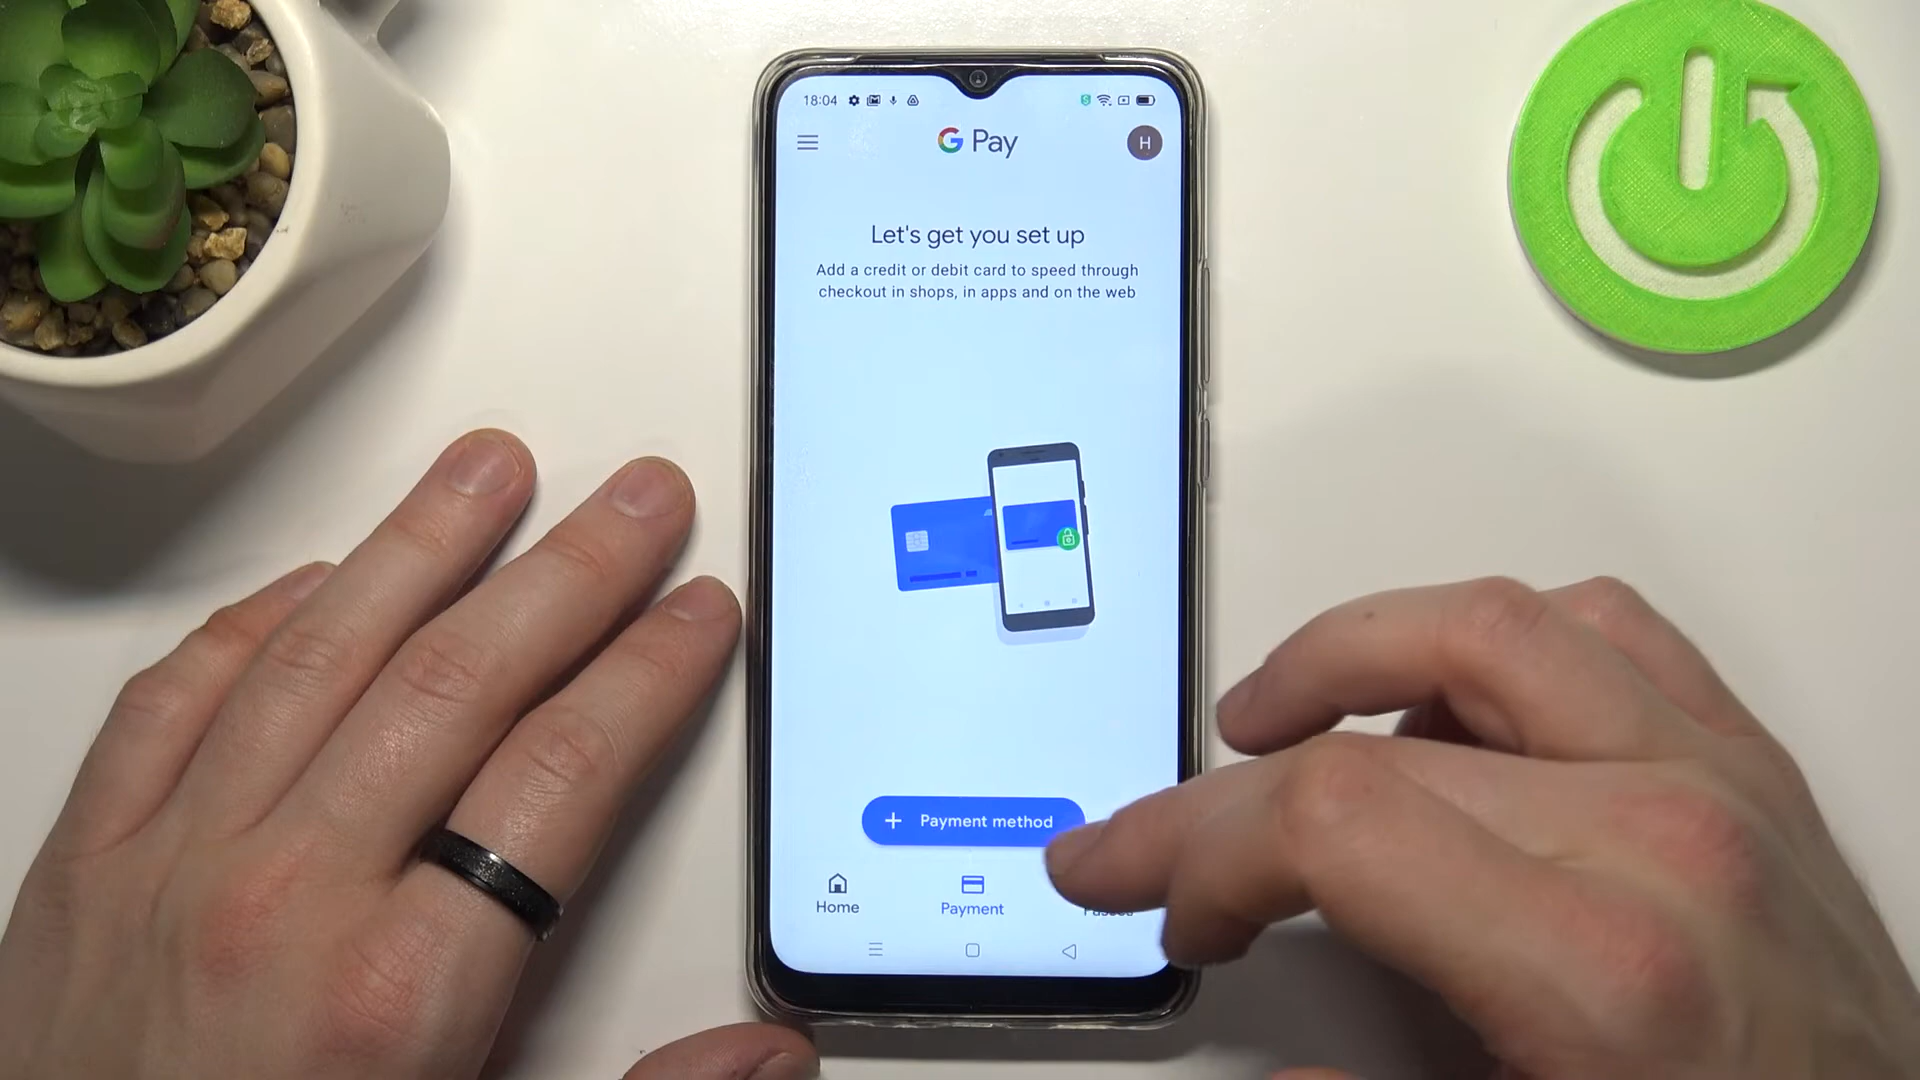 18:04
G Pay
H
Let's get you set up
Add a credit or debit card to speed through
checkout in shops, in apps and on the web
+ Payment method
Home
Payment
Passes